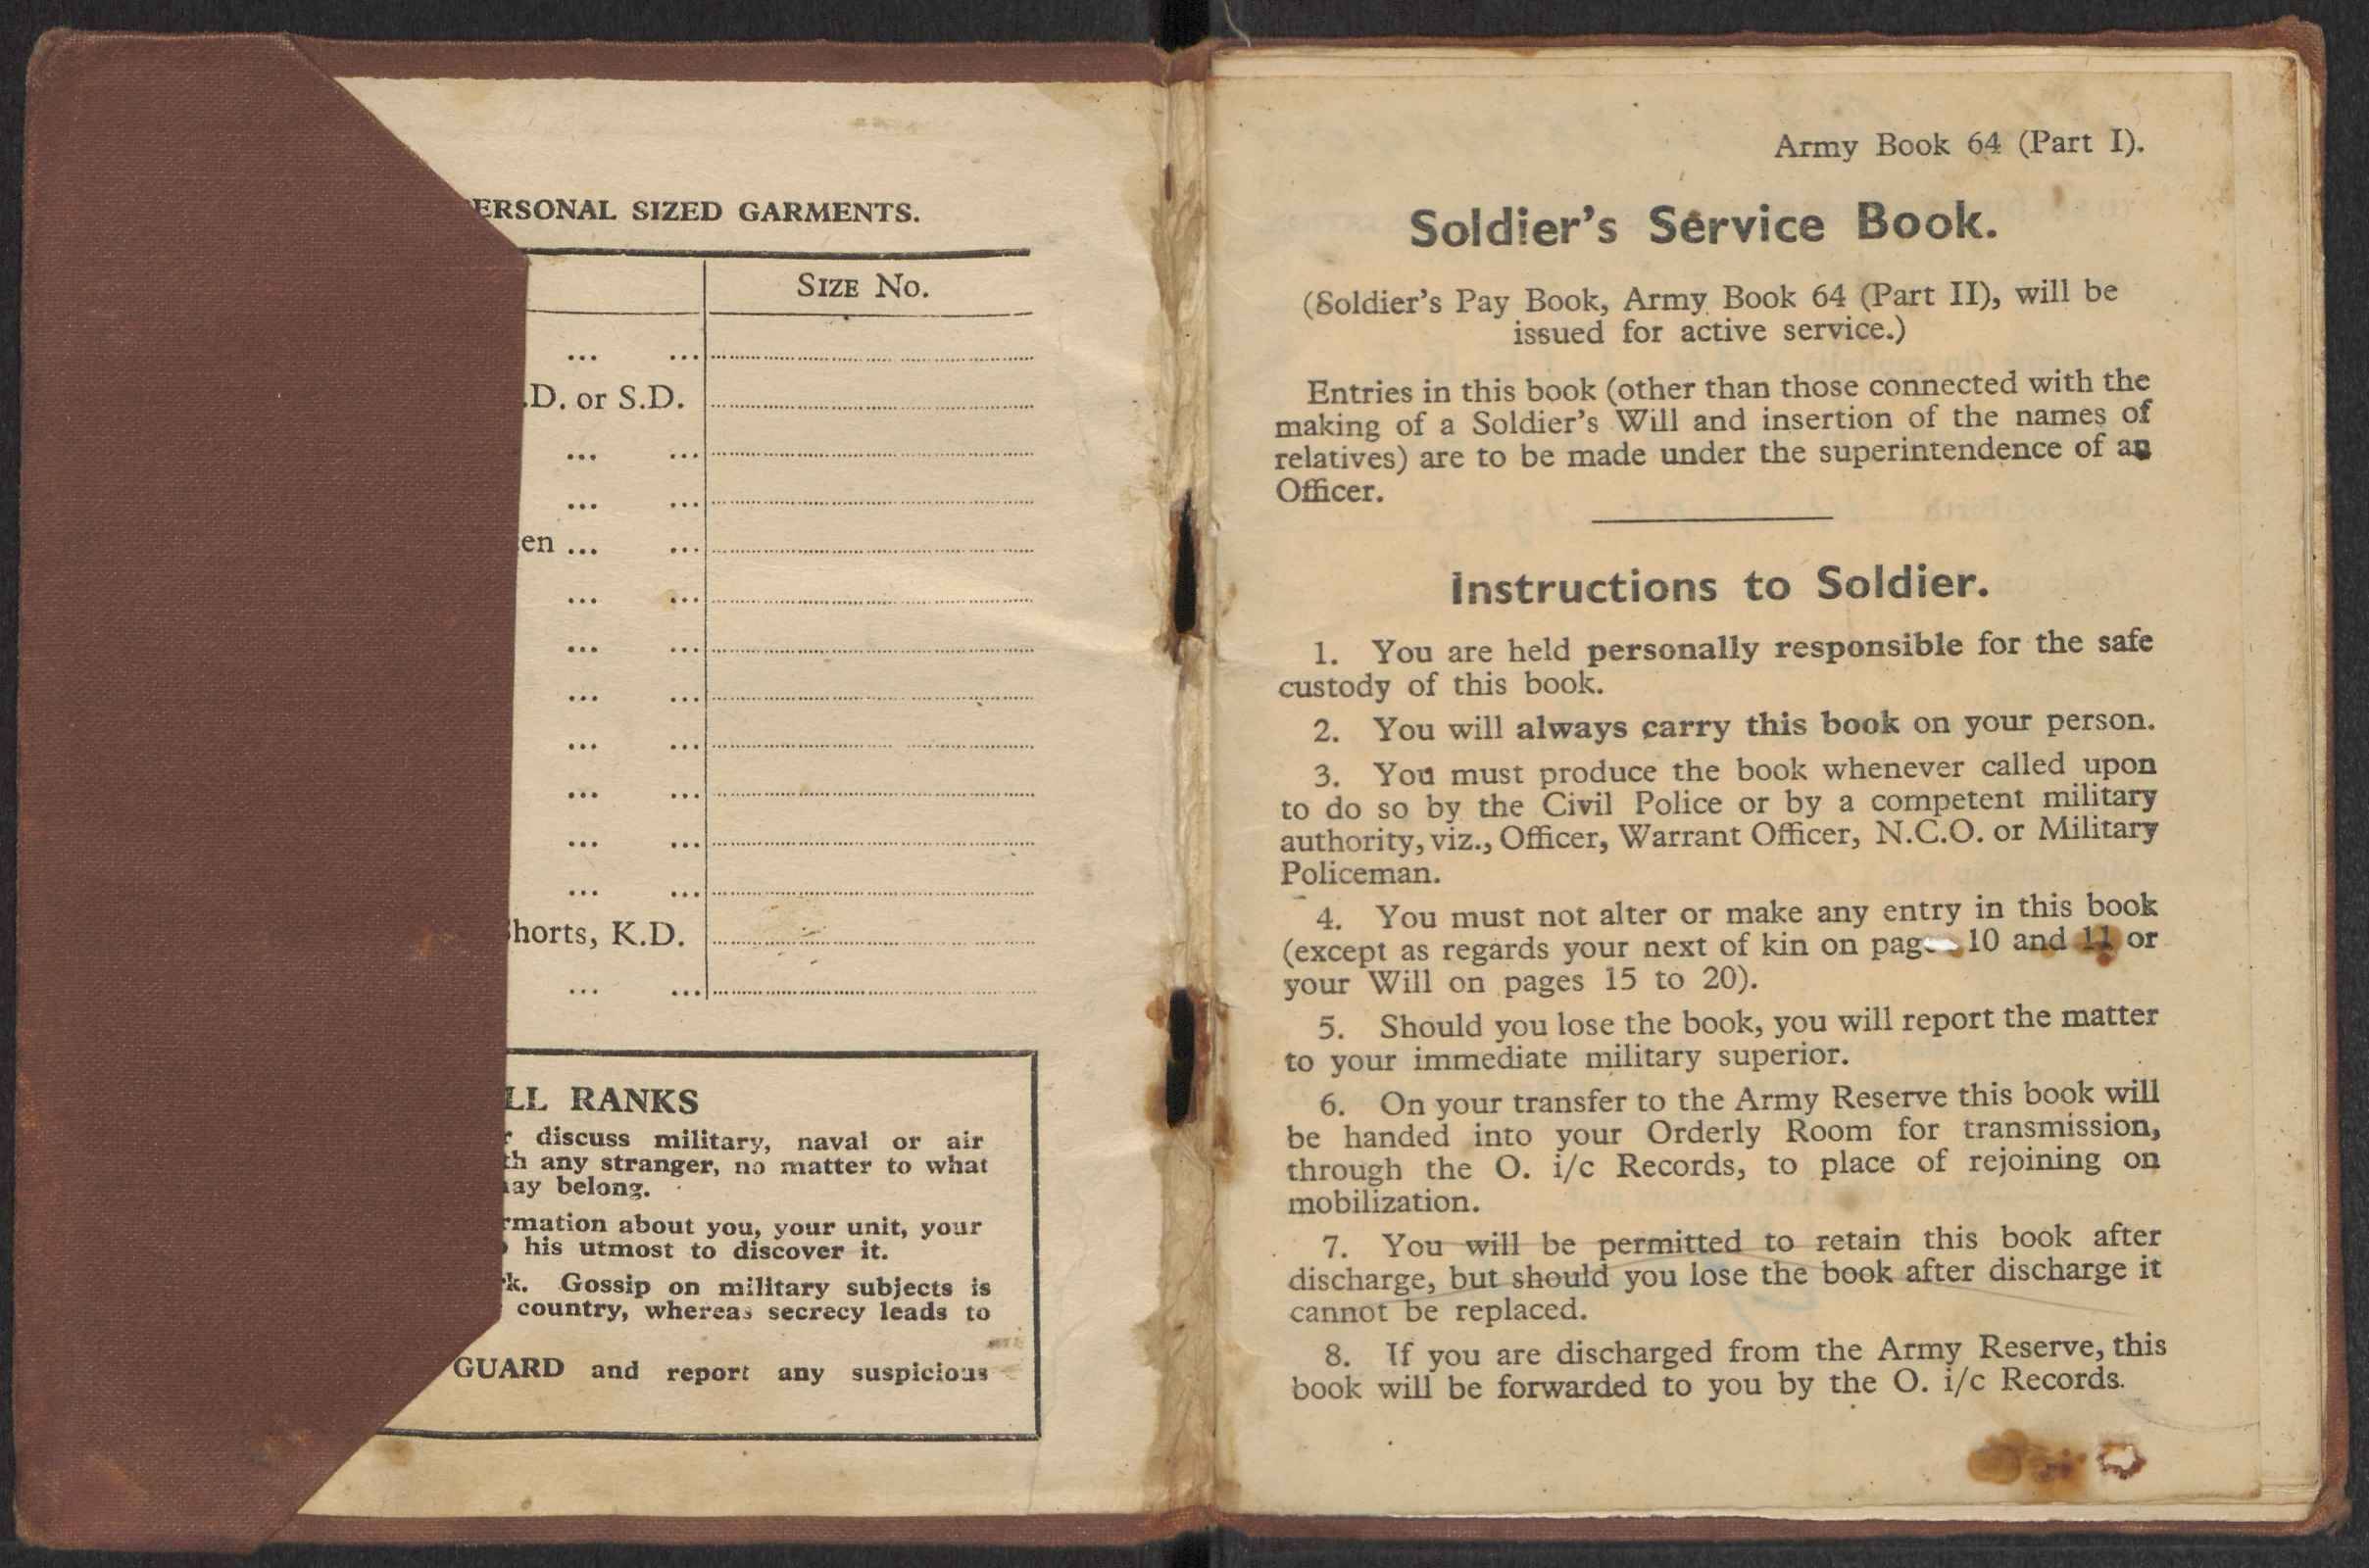 ERSONAL SIZED GARMENTS.
SIZE No.
... ...
.D. or S.D.
... ...
... ...
en ... ...
... ...
... ...
... ...
... ...
... ...
... ...
... ...
horts, K.D.
... ...
LL RANKS
r discuss military, naval or air
th any stranger, no matter to what
ay belong.
rmation about you, your unit, your
his utmost to discover it.
k. Gossip on military subjects is
country, whereas secrecy leads to
GUARD and report any suspicious
Army Book 64 (Part I).
Soldier's Service Book.
(Soldier's Pay Book, Army Book 64 (Part II), will be
issued for active service.)
Entries in this book (other than those connected with the
making of a Soldier's Will and insertion of the names of
relatives) are to be made under the superintendence of an
Officer.
Instructions to Soldier.
1. You are held personally responsible for the safe
custody of this book.
2. You will always carry this book on your person.
3. You must produce the book whenever called upon
to do so by the Civil Police or by a competent military
authority, viz., Officer, Warrant Officer, N.C.O. or Military
Policeman.
4. You must not alter or make any entry in this book
(except as regards your next of kin on pag 10 and 11 or
your Will on pages 15 to 20).
5. Should you lose the book, you will report the matter
to your immediate military superior.
6. On your transfer to the Army Reserve this book will
be handed into your Orderly Room for transmission,
through the O. i/c Records, to place of rejoining on
mobilization.
7. You will be permitted to retain this book after
discharge, but should you lose the book after discharge it
cannot be replaced.
8. If you are discharged from the Army Reserve, this
book will be forwarded to you by the O. i/c Records.